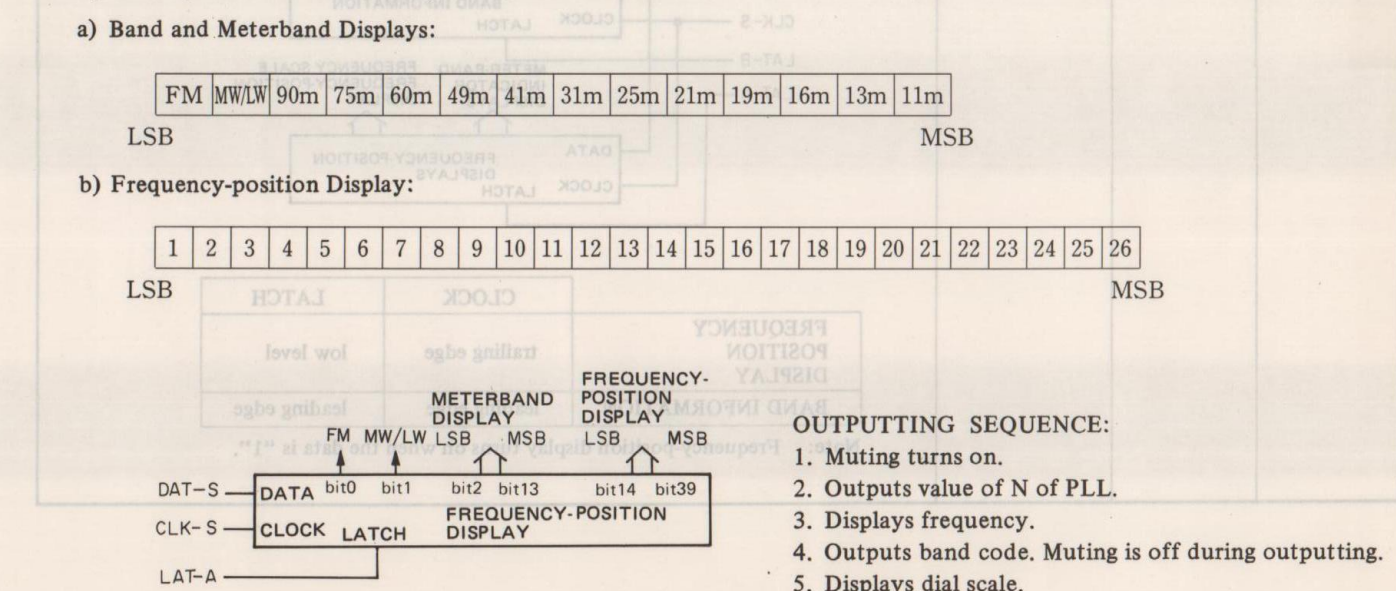 a) Band and Meterband Displays:
FM MW/LW 90m 75m 60m 49m 41m 31m 25m 21m 19m 16m 13m 11m
LSB MSB
b) Frequency-position Display:
1 2 3 4 5 6 7 8 9 10 11 12 13 14 15 16 17 18 19 20 21 22 23 24 25 26
LSB MSB
METERBAND DISPLAY
FREQUENCY-POSITION DISPLAY
FM MW/LW LSB MSB LSB MSB
DAT-S DATA bit0 bit1 bit2 bit13 bit14 bit39
CLK-S CLOCK LATCH FREQUENCY-POSITION DISPLAY
LAT-A
OUTPUTTING SEQUENCE:
1. Muting turns on.
2. Outputs value of N of PLL.
3. Displays frequency.
4. Outputs band code. Muting is off during outputting.
5. Displays dial scale.